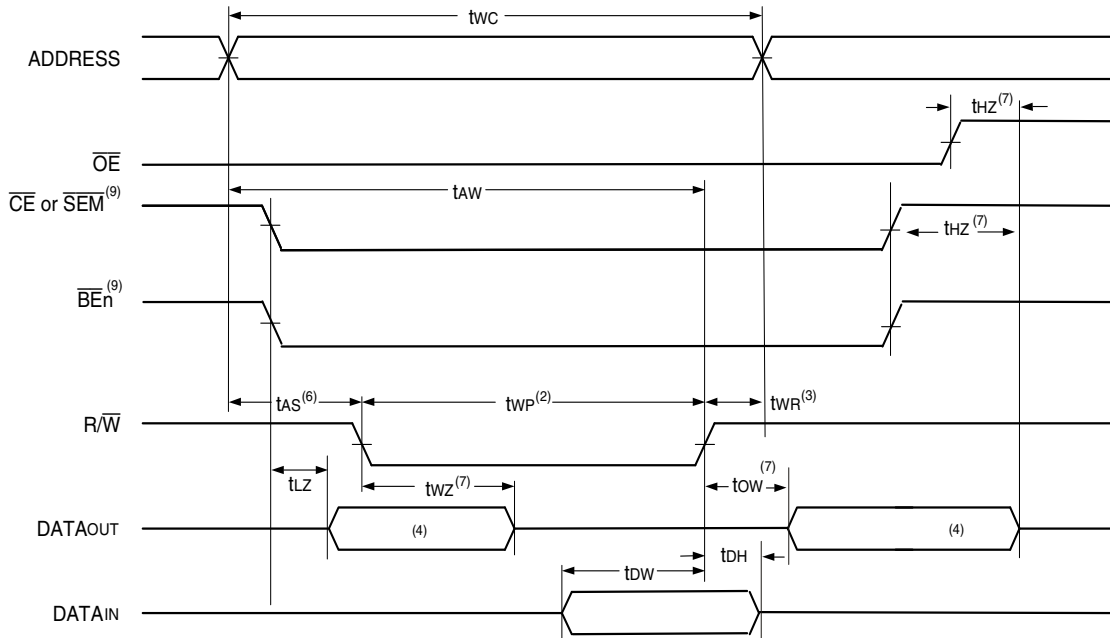 tWC
ADDRESS
tHZ(7)
OE
tAW
CE or SEM(9)
tHZ(7)
BEn(9)
tAS(6) tWP(2) tWR(3)
R/W
tLZ tWZ(7) tOW(7)
DATAOUT (4) (4)
tDW tDH
DATAIN